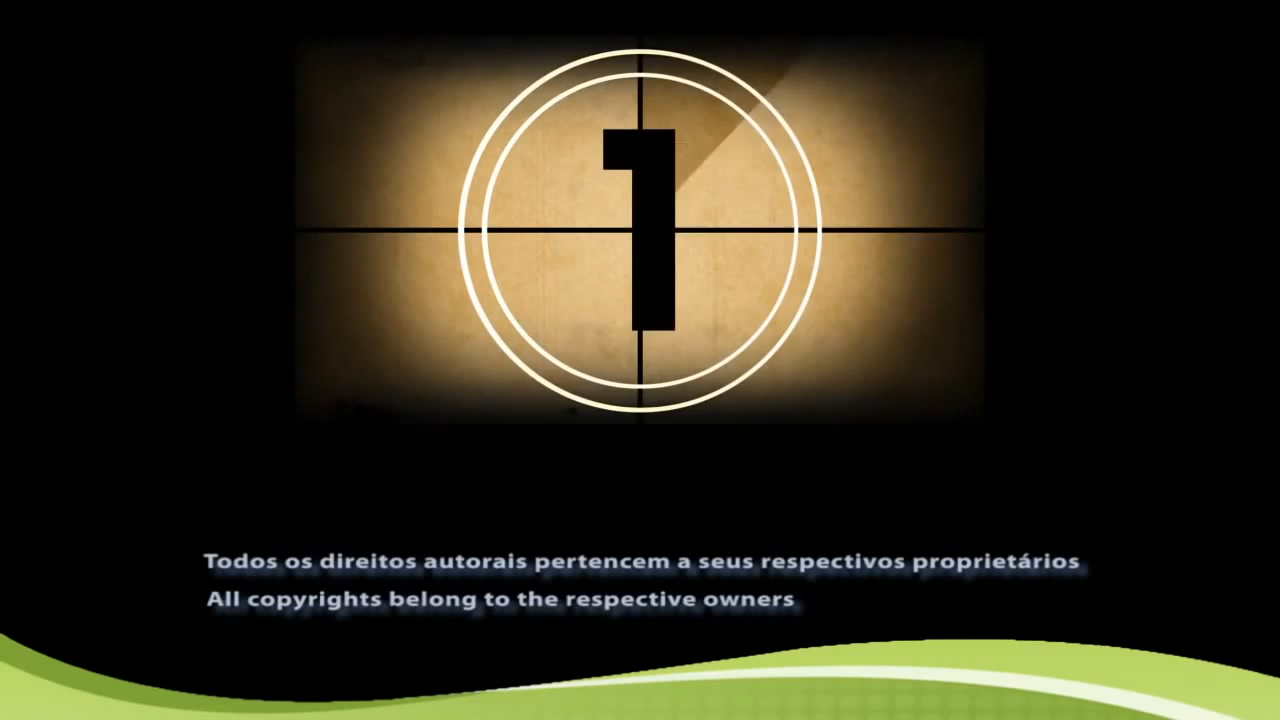 1
Todos os direitos autorais pertencem a seus respectivos proprietários
All copyrights belong to the respective owners